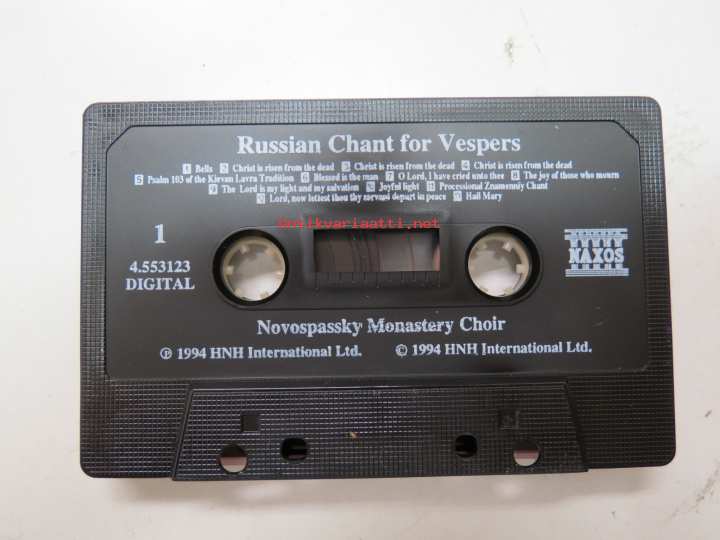 Russian Chant for Vespers
1 Bells 2 Christ is risen from the dead 3 Christ is risen from the dead 4 Christ is risen from the dead
5 Psalm 103 of the Kievan Lavra Tradition 6 Blessed is the man 7 O Lord, I have cried unto thee 8 The joy of those who mourn
9 The Lord is my light and my salvation 10 Joyful light 11 Processional Znamenniy Chant
12 Lord, now lettest thou thy servant depart in peace 13 Hail Mary
antikvariaatti.net
1
4.553123
DIGITAL
NAXOS
Novospassky Monastery Choir
℗ 1994 HNH International Ltd. © 1994 HNH International Ltd.